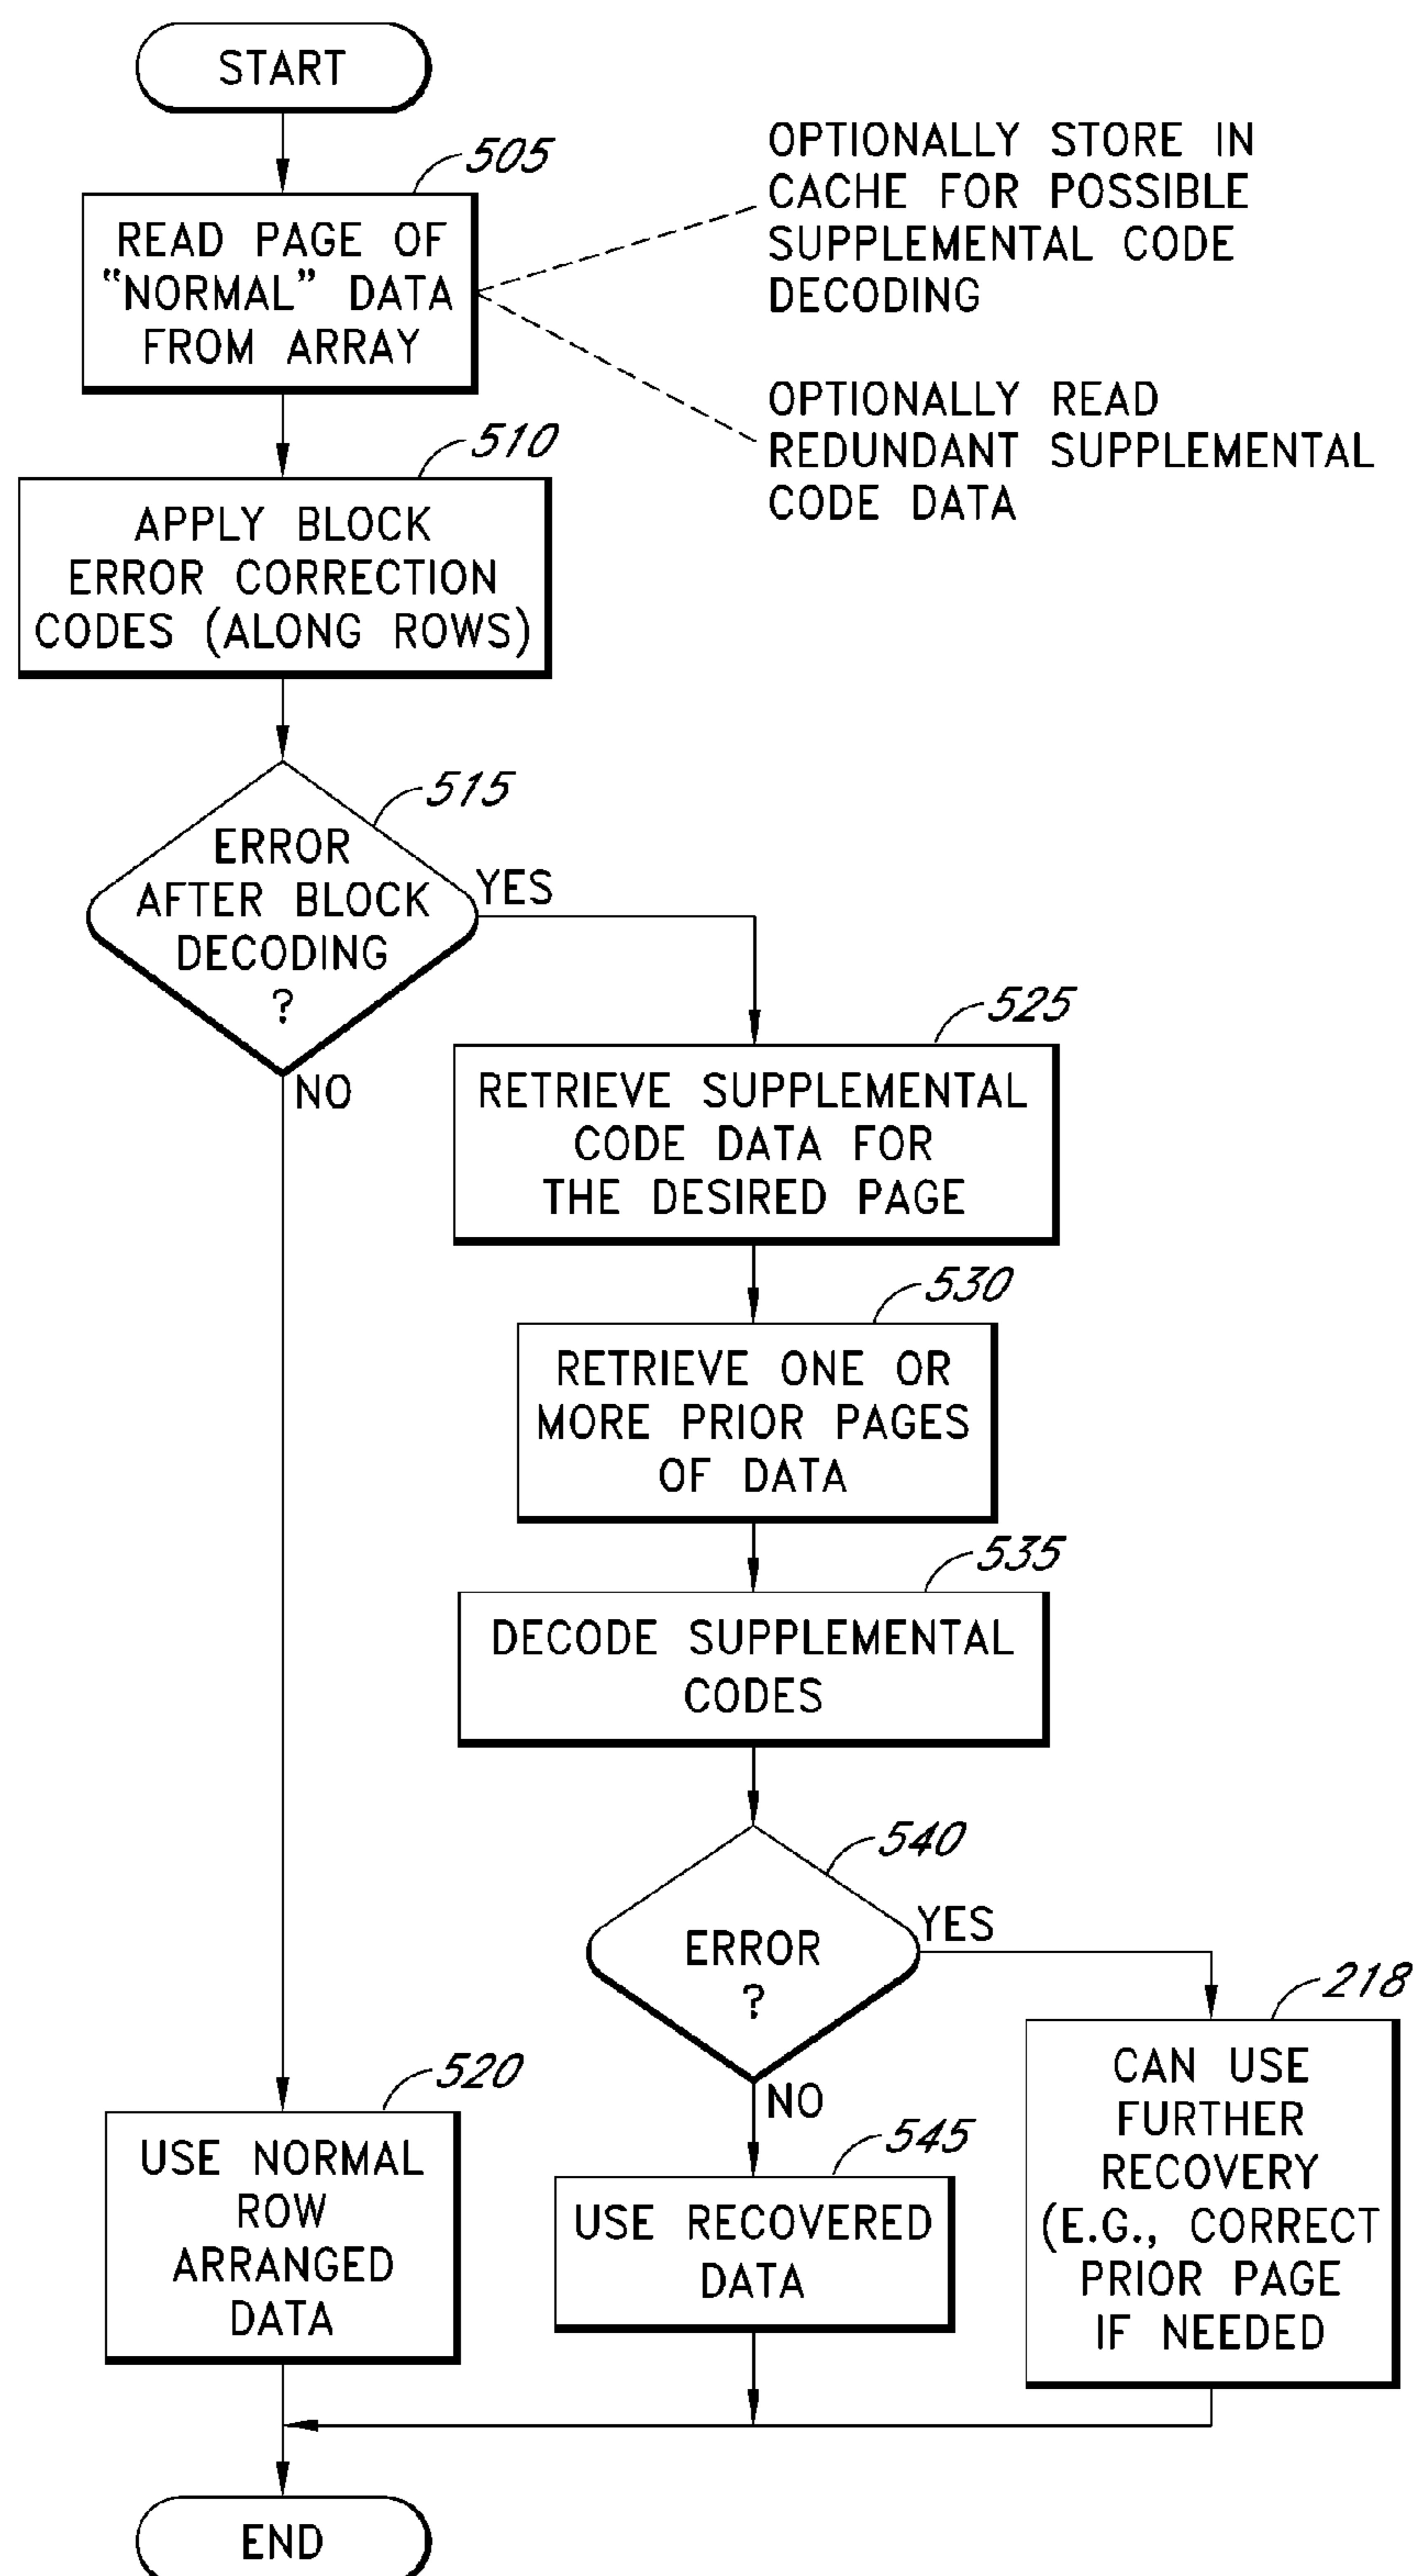 START
505
READ PAGE OF
“NORMAL” DATA
FROM ARRAY
OPTIONALLY STORE IN
CACHE FOR POSSIBLE
SUPPLEMENTAL CODE
DECODING
OPTIONALLY READ
REDUNDANT SUPPLEMENTAL
CODE DATA
510
APPLY BLOCK
ERROR CORRECTION
CODES (ALONG ROWS)
515
ERROR
AFTER BLOCK
DECODING
?
YES
NO
525
RETRIEVE SUPPLEMENTAL
CODE DATA FOR
THE DESIRED PAGE
530
RETRIEVE ONE OR
MORE PRIOR PAGES
OF DATA
535
DECODE SUPPLEMENTAL
CODES
540
ERROR
?
YES
NO
218
CAN USE
FURTHER
RECOVERY
(E.G., CORRECT
PRIOR PAGE
IF NEEDED
520
USE NORMAL
ROW
ARRANGED
DATA
545
USE RECOVERED
DATA
END